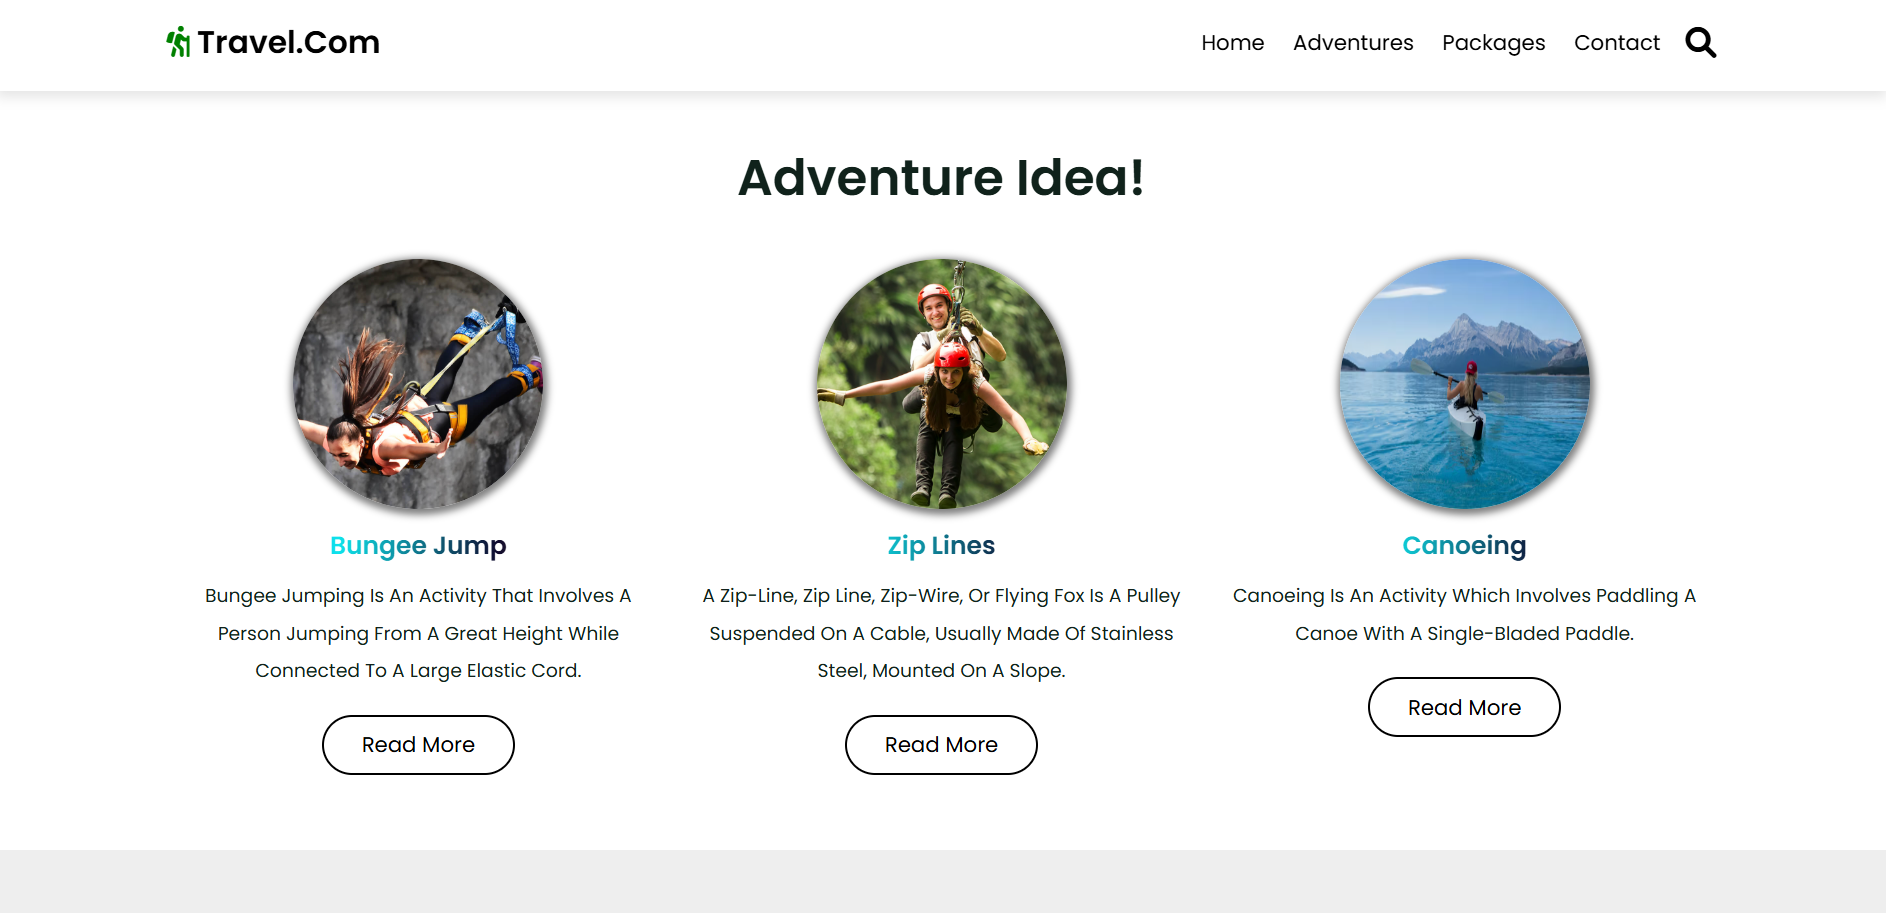 Travel.Com
Home Adventures Packages Contact
Adventure Idea!
Bungee Jump
Bungee Jumping Is An Activity That Involves A
Person Jumping From A Great Height While
Connected To A Large Elastic Cord.
Read More
Zip Lines
A Zip-Line, Zip Line, Zip-Wire, Or Flying Fox Is A Pulley
Suspended On A Cable, Usually Made Of Stainless
Steel, Mounted On A Slope.
Read More
Canoeing
Canoeing Is An Activity Which Involves Paddling A
Canoe With A Single-Bladed Paddle.
Read More